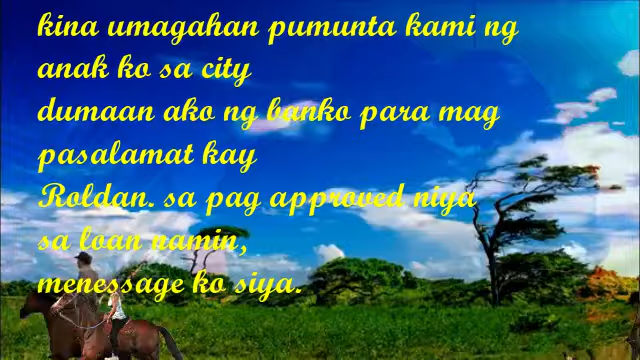 kina umagahan pumunta kami ng
anak ko sa city
dumaan ako ng banko para mag
pasalamat kay
Roldan. sa pag approved niya
sa loan namin,
menessage ko siya.